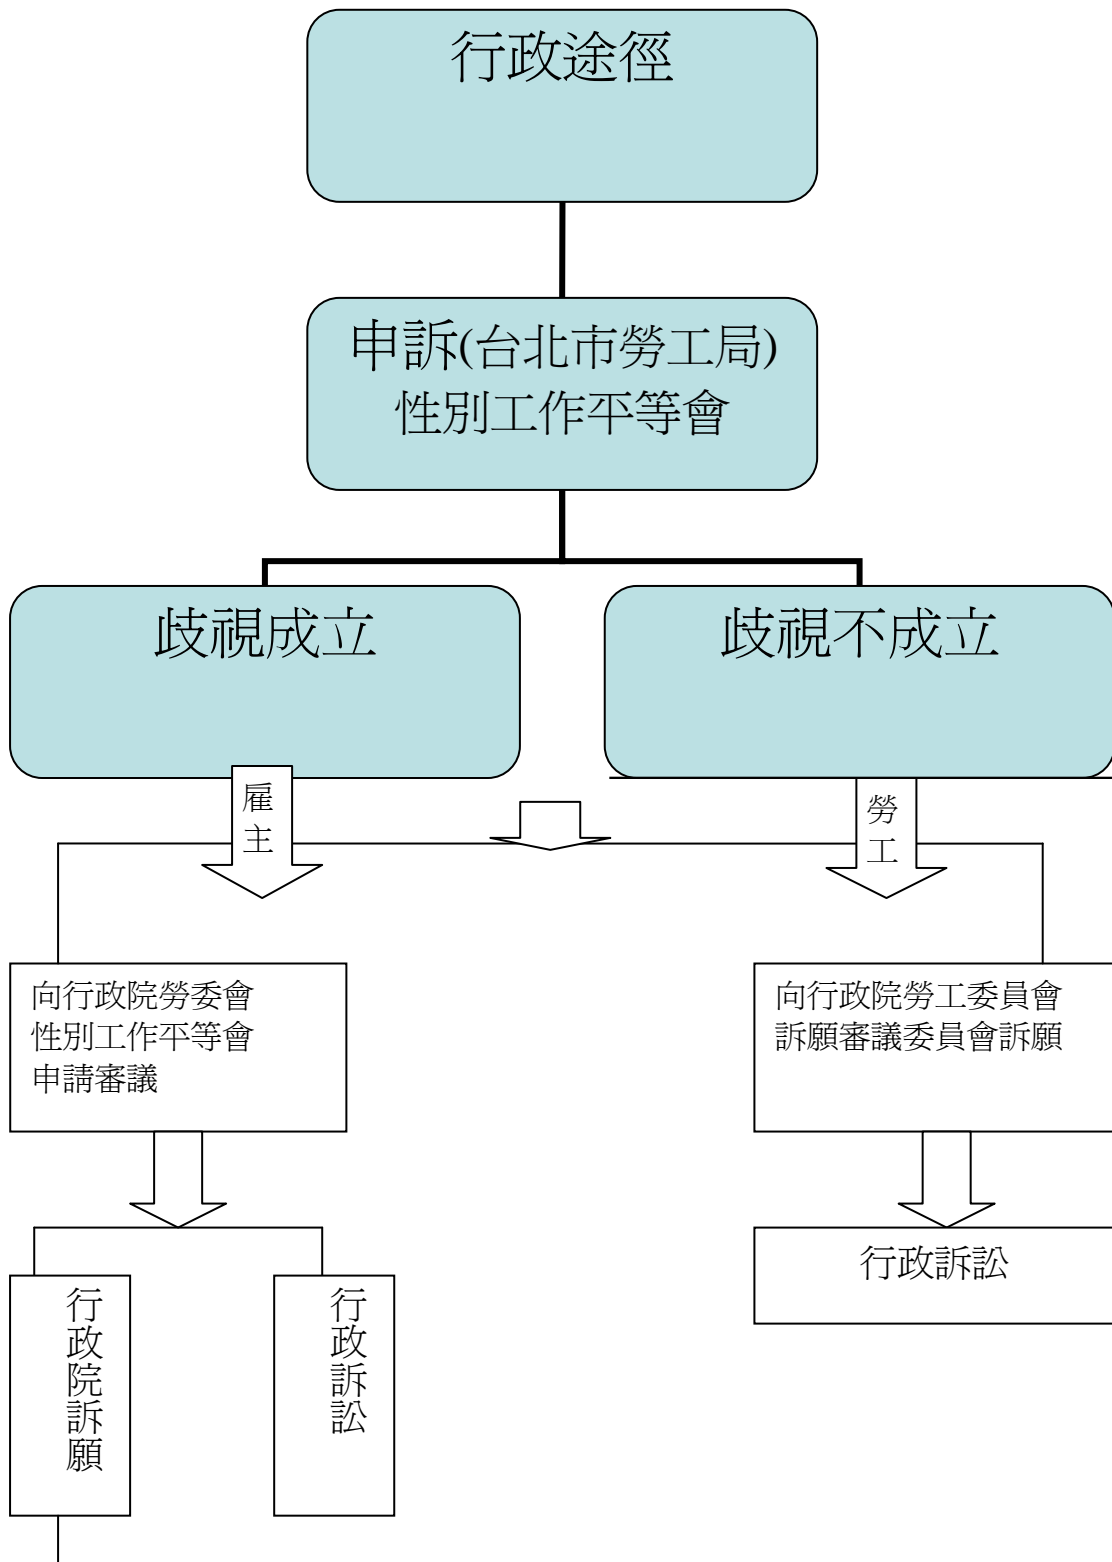 行政途徑
申訴(台北市勞工局)
性別工作平等會
歧視成立
歧視不成立
雇主
勞工
向行政院勞委會
性別工作平等會
申請審議
向行政院勞工委員會
訴願審議委員會訴願
行政院訴願
行政訴訟
行政訴訟